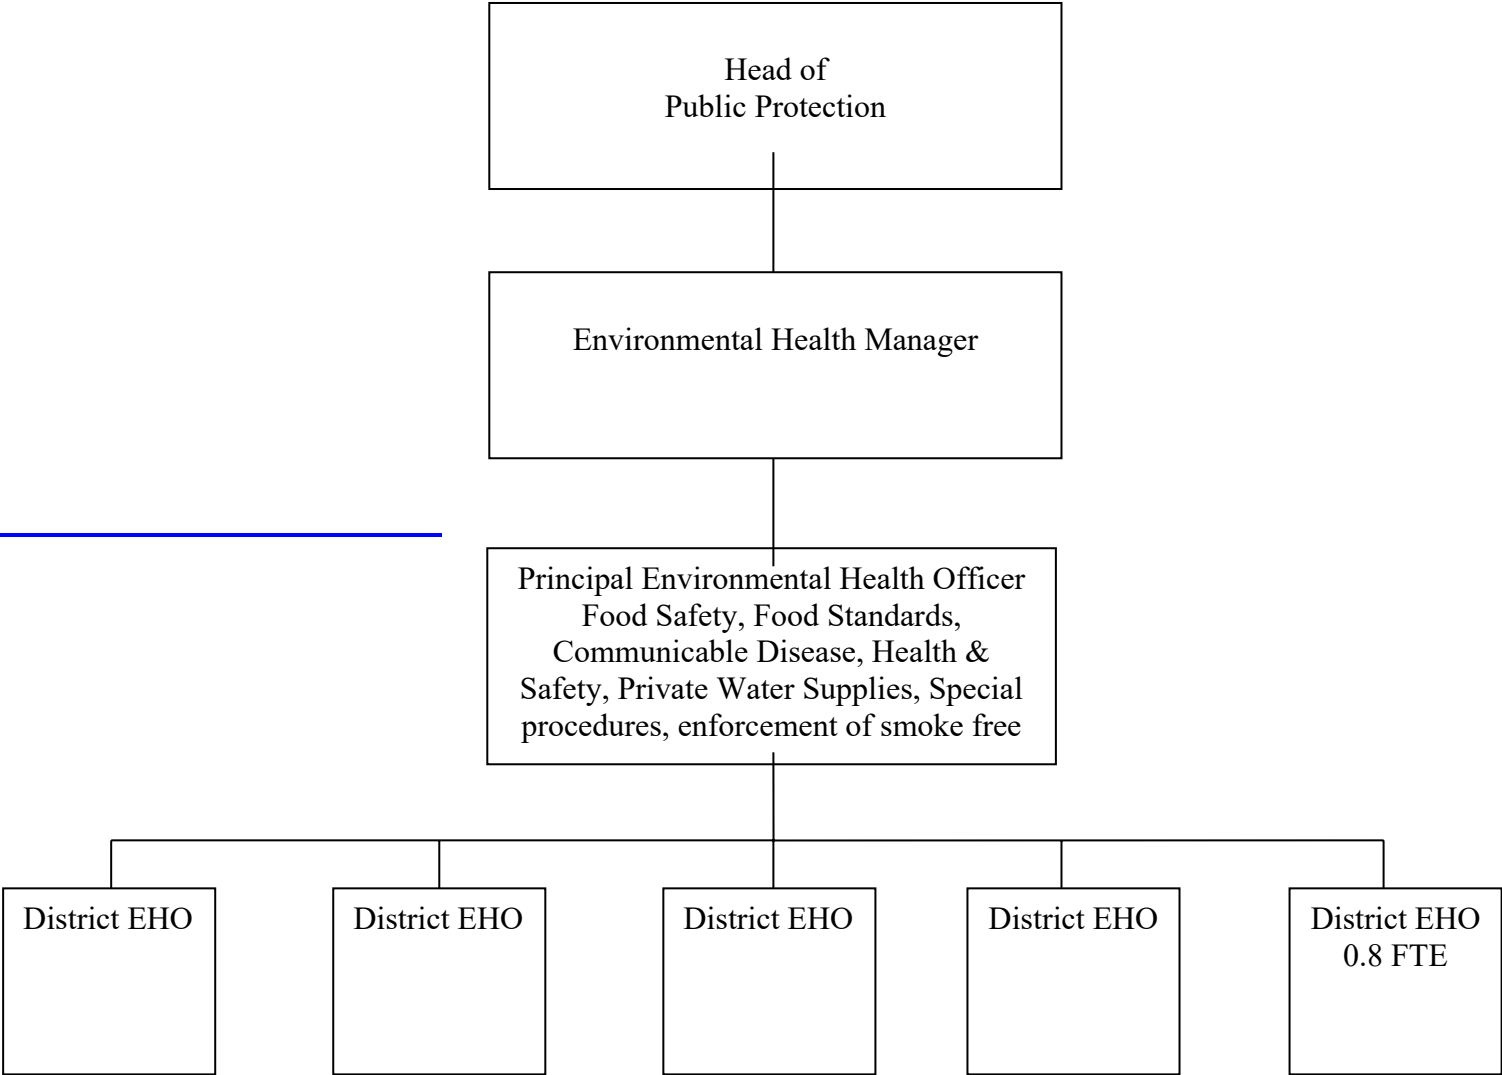 Head of
Public Protection
Environmental Health Manager
Principal Environmental Health Officer
Food Safety, Food Standards,
Communicable Disease, Health &
Safety, Private Water Supplies, Special
procedures, enforcement of smoke free
District EHO
District EHO
District EHO
District EHO
District EHO
0.8 FTE